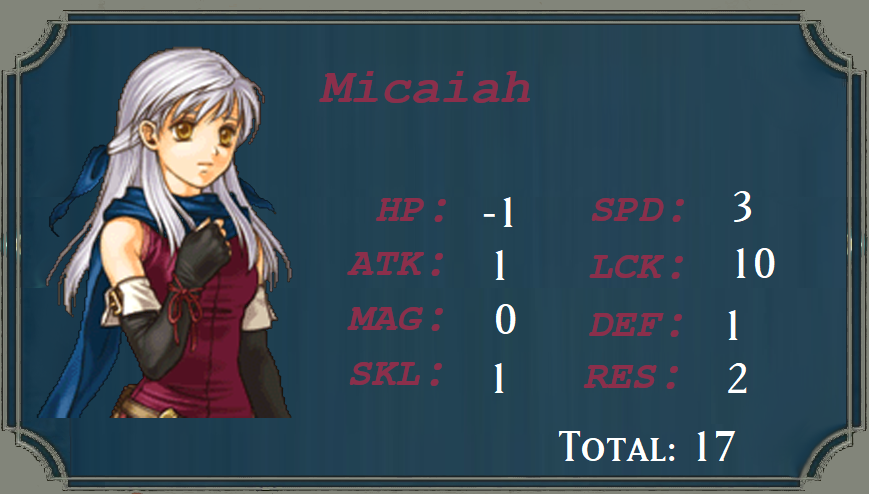 Micaiah
HP: -1 SPD: 3
ATK: 1 LCK: 10
MAG: 0 DEF: 1
SKL: 1 RES: 2
Total: 17